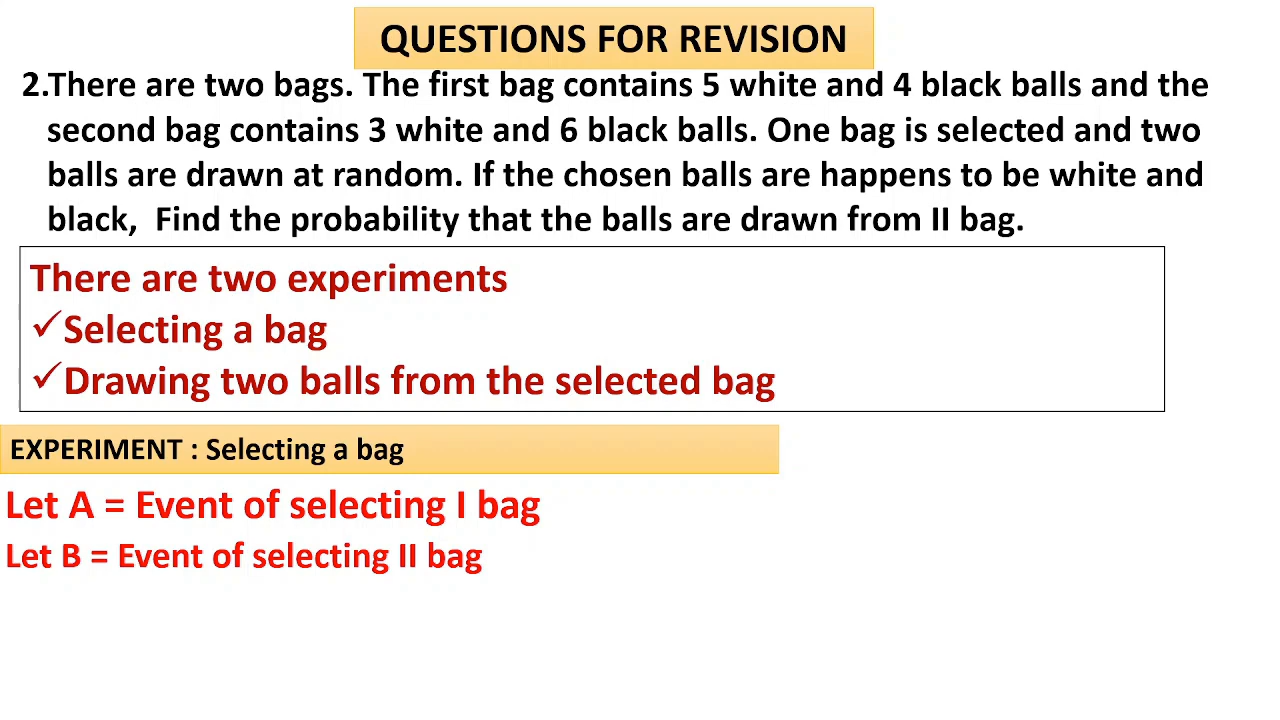 QUESTIONS FOR REVISION
2.There are two bags. The first bag contains 5 white and 4 black balls and the
second bag contains 3 white and 6 black balls. One bag is selected and two
balls are drawn at random. If the chosen balls are happens to be white and
black, Find the probability that the balls are drawn from II bag.
There are two experiments
✓Selecting a bag
✓Drawing two balls from the selected bag
EXPERIMENT : Selecting a bag
Let A = Event of selecting I bag
Let B = Event of selecting II bag